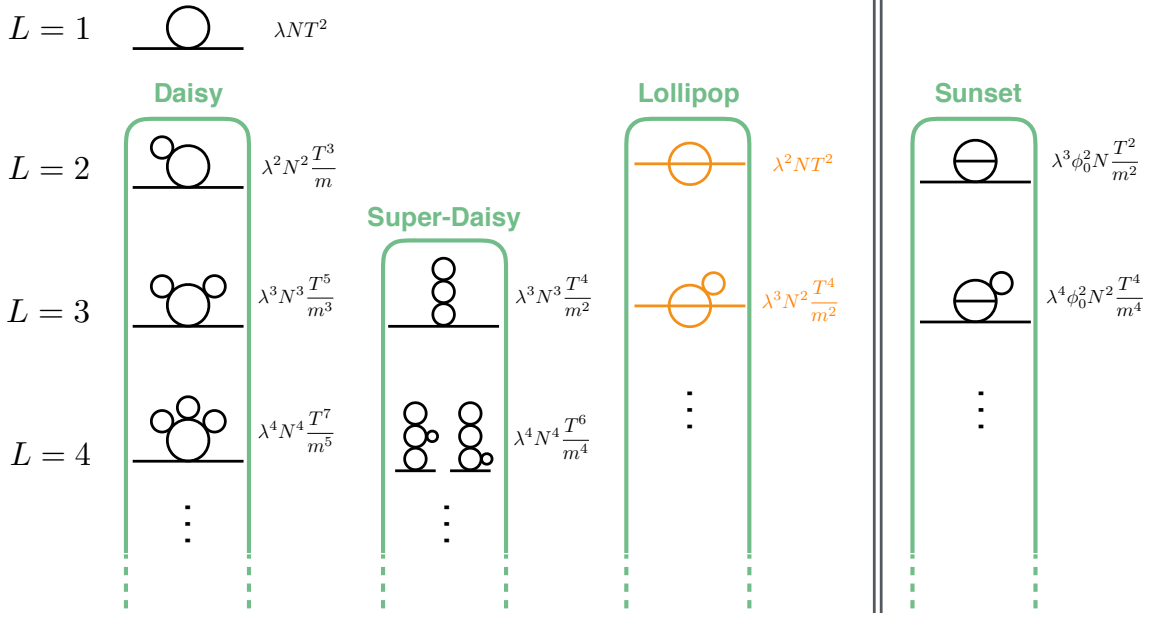 L = 1 λNT²
Daisy Lollipop Sunset
L = 2 λ²N² T³/m λ²NT² λ³ϕ₀²N T²/m²
Super-Daisy
L = 3 λ³N³ T⁵/m³ λ³N³ T⁴/m² λ³N² T⁴/m² λ⁴ϕ₀²N² T⁴/m⁴
L = 4 λ⁴N⁴ T⁷/m⁵ λ⁴N⁴ T⁶/m⁴